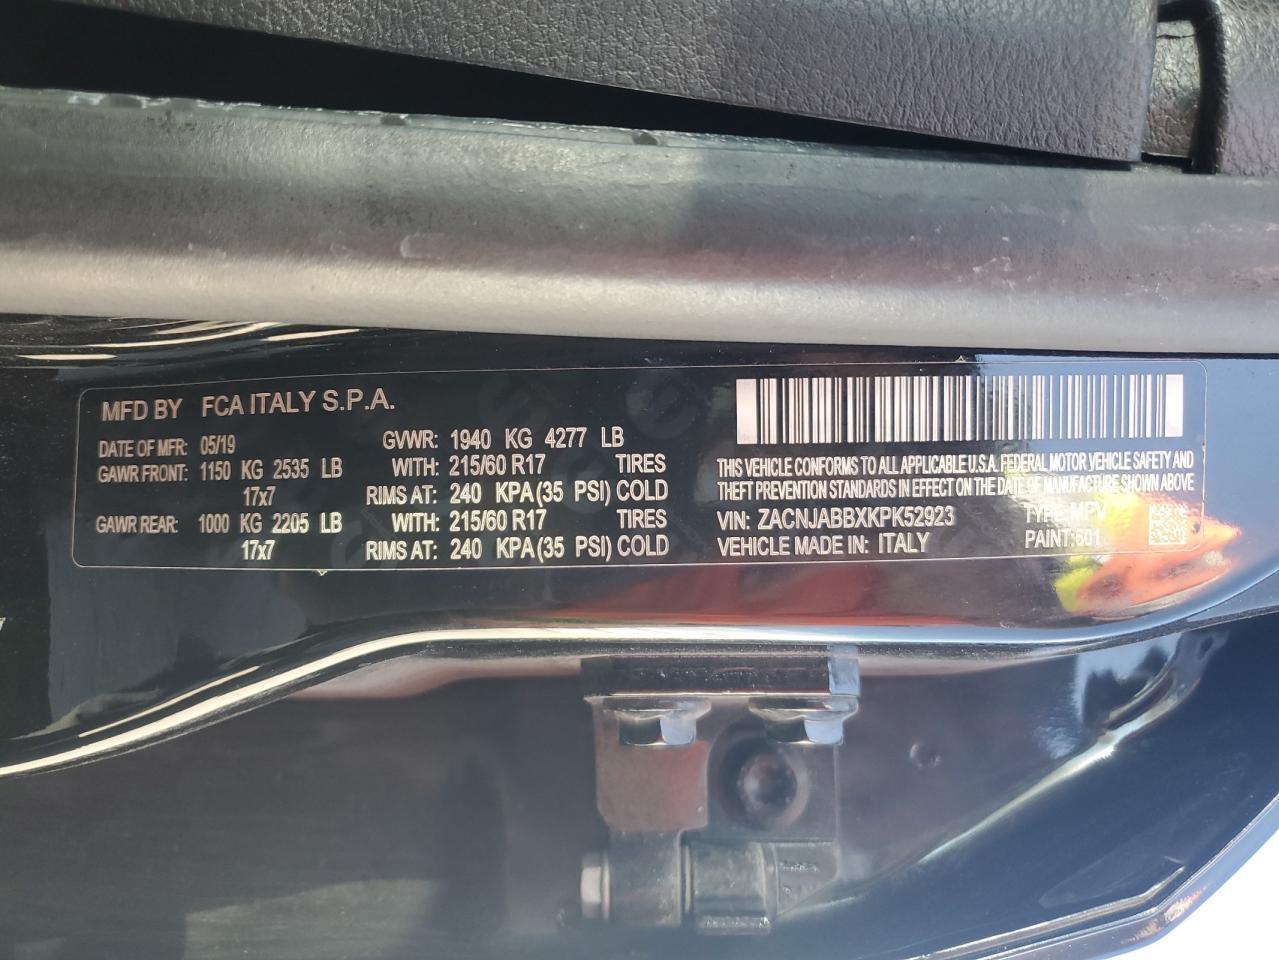 MFD BY FCA ITALY S.P.A.
DATE OF MFR: 05/19 GVWR: 1940 KG 4277 LB
GAWR FRONT: 1150 KG 2535 LB WITH: 215/60 R17 TIRES
17x7 RIMS AT: 240 KPA(35 PSI) COLD
GAWR REAR: 1000 KG 2205 LB WITH: 215/60 R17 TIRES
17x7 RIMS AT: 240 KPA(35 PSI) COLD
THIS VEHICLE CONFORMS TO ALL APPLICABLE U.S.A. FEDERAL MOTOR VEHICLE SAFETY AND
THEFT PREVENTION STANDARDS IN EFFECT ON THE DATE OF MANUFACTURE SHOWN ABOVE
VIN: ZACNJABBXKPK52923 TYPE: MPV
VEHICLE MADE IN: ITALY PAINT: 601